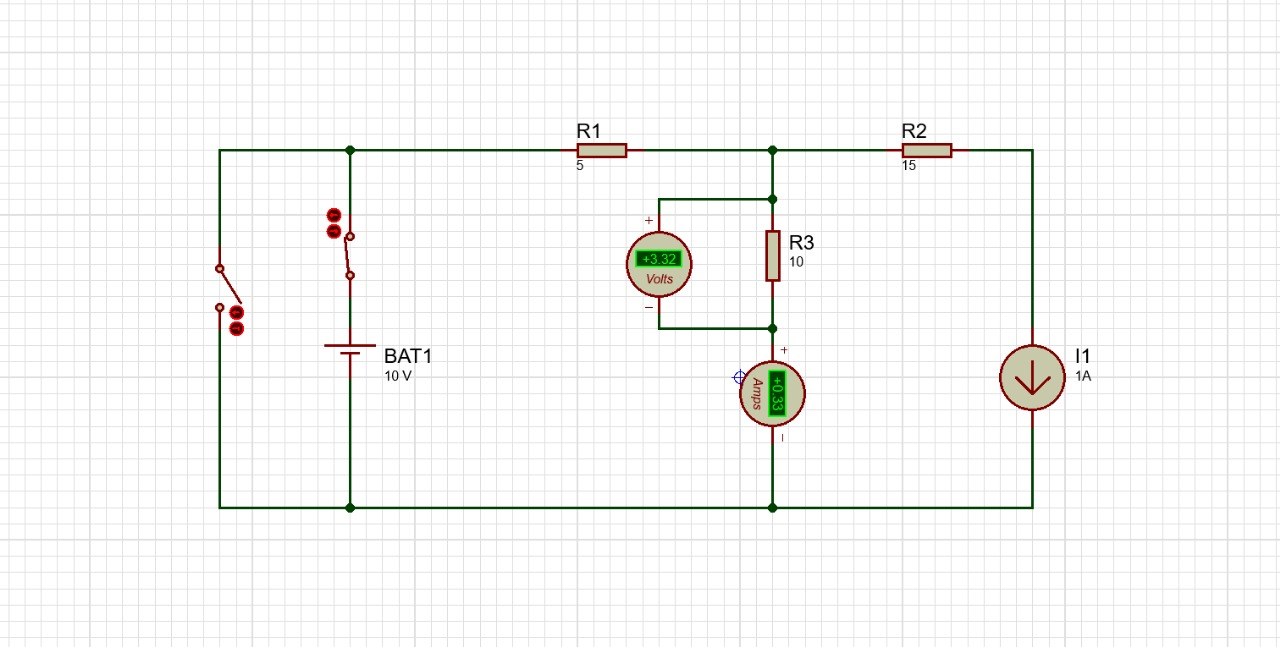 R1
5
R2
15
+
+3.32
Volts
−
R3
10
BAT1
10 V
+
+0.33
Amps
−
I1
1A